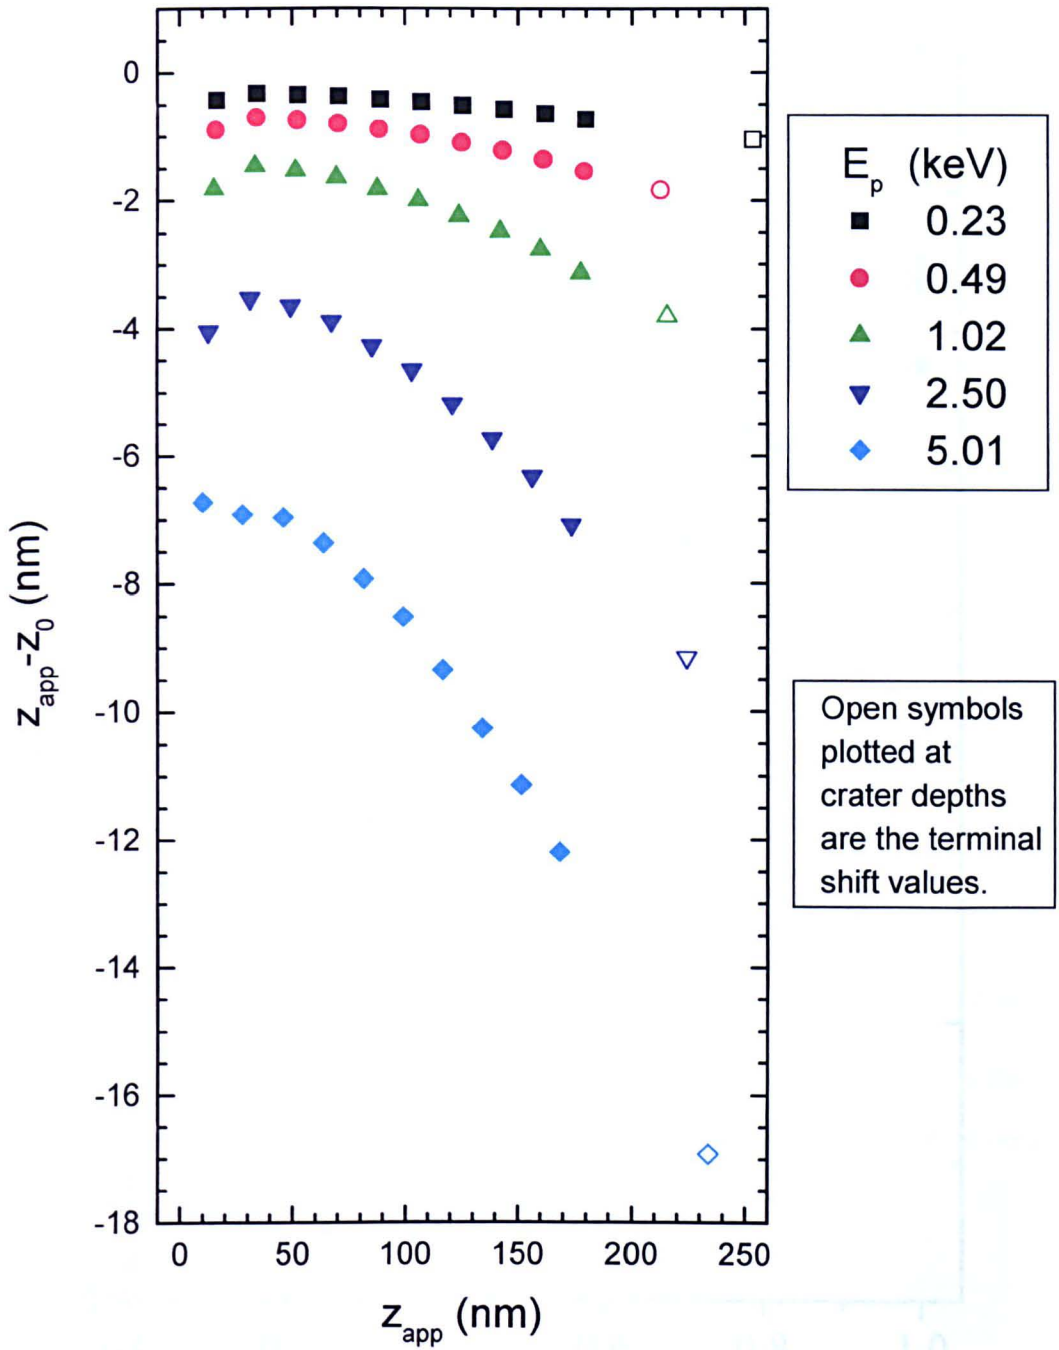 0
-2
-4
-6
-8
-10
-12
-14
-16
-18
0 50 100 150 200 250
z_app-z_0 (nm)
z_app (nm)
E_p (keV)
0.23
0.49
1.02
2.50
5.01
Open symbols
plotted at
crater depths
are the terminal
shift values.